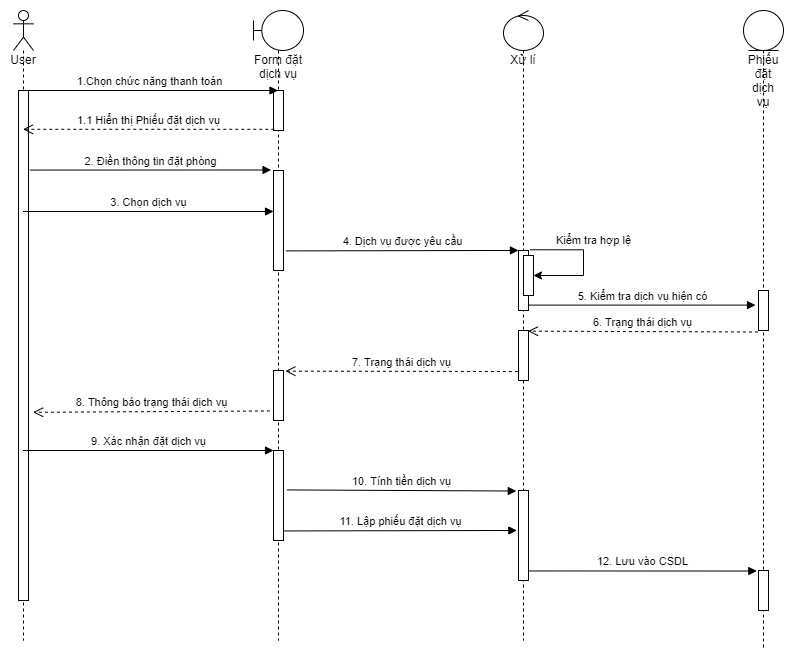 User
Form đặt
dịch vụ
Xử lí
Phiếu
đặt
dịch
vụ
1.Chọn chức năng thanh toán
1.1 Hiển thị Phiếu đặt dịch vụ
2. Điền thông tin đặt phòng
3. Chọn dịch vụ
4. Dịch vụ được yêu cầu
Kiểm tra hợp lệ
5. Kiểm tra dịch vụ hiện có
6. Trạng thái dịch vụ
7. Trạng thái dịch vụ
8. Thông báo trạng thái dịch vụ
9. Xác nhận đặt dịch vụ
10. Tính tiền dịch vụ
11. Lập phiếu đặt dịch vụ
12. Lưu vào CSDL